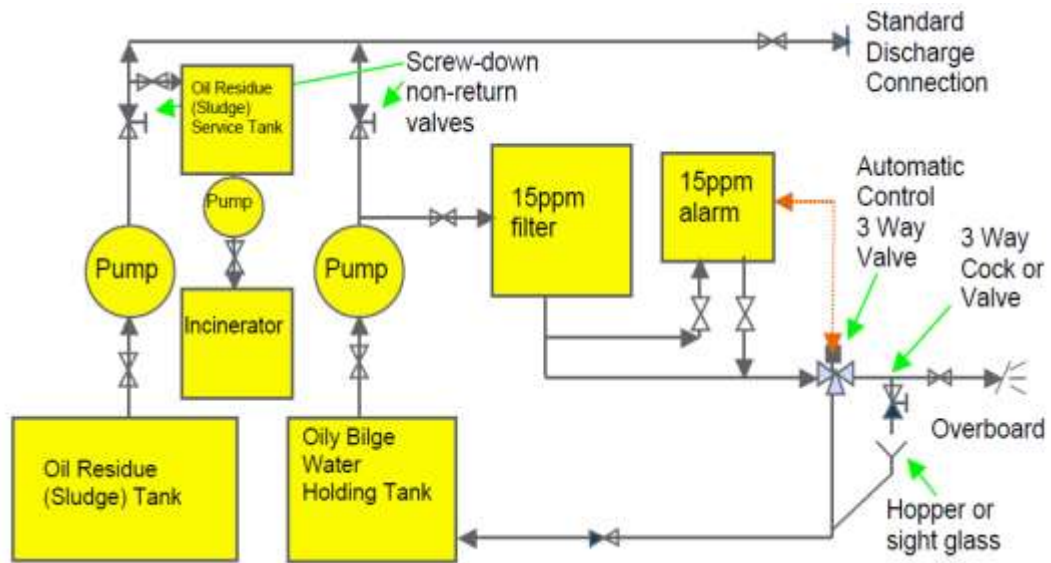 Standard
Discharge
Connection
Oil Residue
(Sludge)
Service Tank
Screw-down
non-return
valves
15ppm
filter
15ppm
alarm
Automatic
Control
3 Way
Valve
3 Way
Cock or
Valve
Pump
Pump
Pump
Incinerator
Oil Residue
(Sludge) Tank
Oily Bilge
Water
Holding Tank
Overboard
Hopper or
sight glass